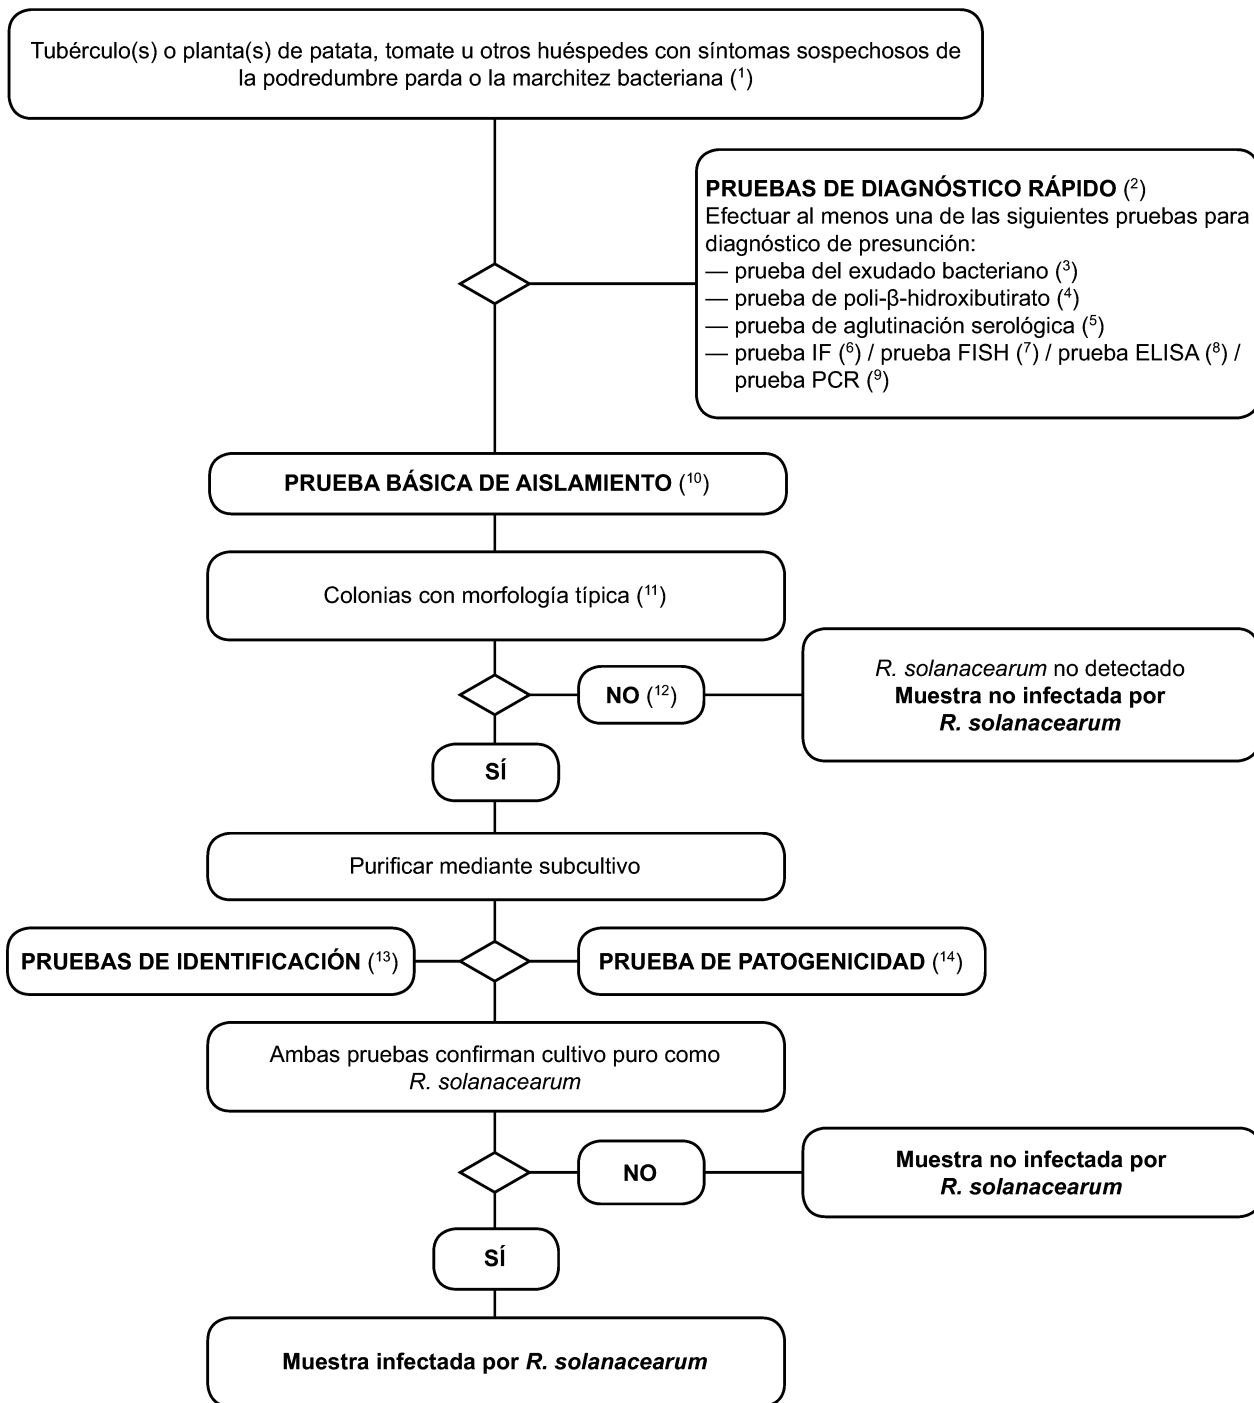 Tubérculo(s) o planta(s) de patata, tomate u otros huéspedes con síntomas sospechosos de
la podredumbre parda o la marchitez bacteriana (¹)
PRUEBAS DE DIAGNÓSTICO RÁPIDO (²)
Efectuar al menos una de las siguientes pruebas para
diagnóstico de presunción:
— prueba del exudado bacteriano (³)
— prueba de poli-β-hidroxibutirato (⁴)
— prueba de aglutinación serológica (⁵)
— prueba IF (⁶) / prueba FISH (⁷) / prueba ELISA (⁸) /
prueba PCR (⁹)
PRUEBA BÁSICA DE AISLAMIENTO (¹⁰)
Colonias con morfología típica (¹¹)
NO (¹²)
R. solanacearum no detectado
Muestra no infectada por
R. solanacearum
SÍ
Purificar mediante subcultivo
PRUEBAS DE IDENTIFICACIÓN (¹³)
PRUEBA DE PATOGENICIDAD (¹⁴)
Ambas pruebas confirman cultivo puro como
R. solanacearum
NO
Muestra no infectada por
R. solanacearum
SÍ
Muestra infectada por R. solanacearum